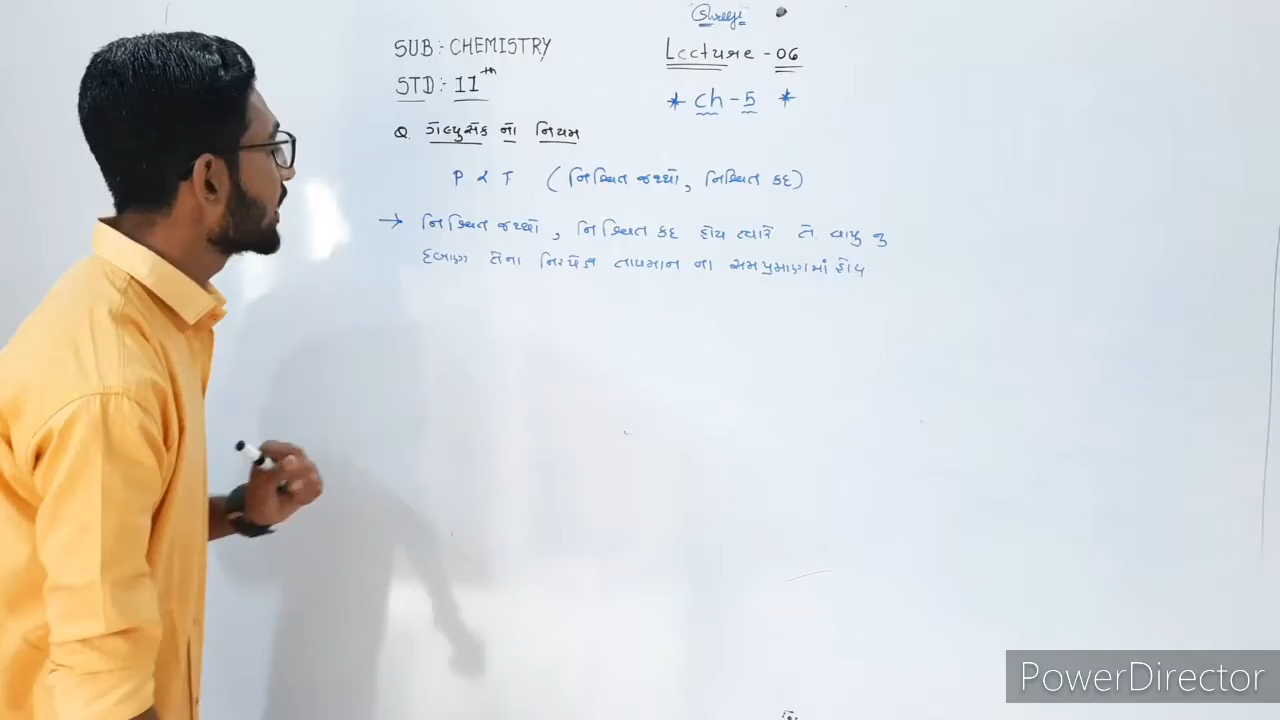 Shreeji
SUB:- CHEMISTRY
Lecture - 06
STD:- 11th
* Ch - 5 *
Q ગેલ્યુસેક નો નિયમ
P ∝ T (નિશ્ચિત જથ્થો, નિશ્ચિત કદ)
→ નિશ્ચિત જથ્થો, નિશ્ચિત કદ હોય ત્યારે તે વાયુ નુ
દબાણ તેના નિરપેક્ષ તાપમાન ના સમપ્રમાણમાં હોય
PowerDirector